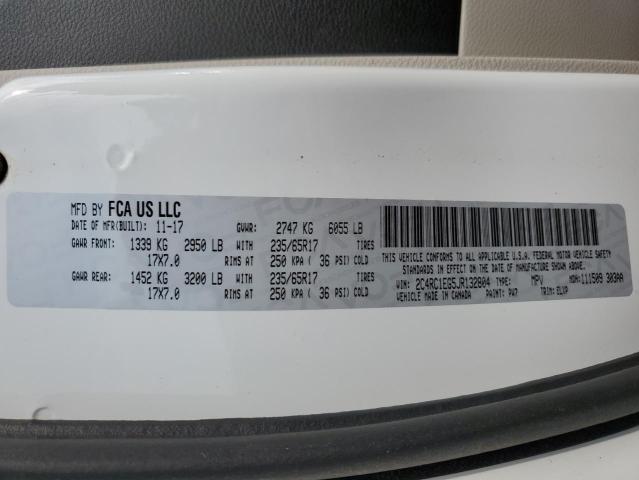 MFD BY FCA US LLC
DATE OF MFR(BUILT): 11-17 GVWR: 2747 KG 6055 LB
GAWR FRONT: 1339 KG 2950 LB WITH 235/65R17 TIRES
17X7.0 RIMS AT 250 KPA ( 36 PSI) COLD
GAWR REAR: 1452 KG 3200 LB WITH 235/65R17 TIRES
17X7.0 RIMS AT 250 KPA ( 36 PSI) COLD
THIS VEHICLE CONFORMS TO ALL APPLICABLE U.S.A. FEDERAL MOTOR VEHICLE SAFETY
STANDARDS IN EFFECT ON THE DATE OF MANUFACTURE SHOWN ABOVE.
VIN: 2C4RC1EG5JR132804 TYPE: MPV MDH: 111509 303AA
VEHICLE MADE IN CANADA PAINT: PW7 TRIM: ELXP